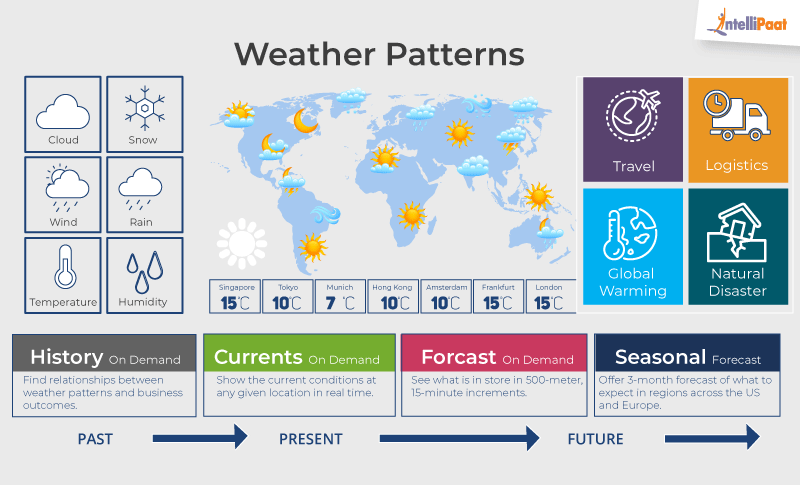 IntelliPaat
Weather Patterns
Cloud
Snow
Wind
Rain
Temperature
Humidity
Travel
Logistics
Global
Warming
Natural
Disaster
Singapore
15°C
Tokyo
10°C
Munich
7 °C
Hong Kong
10°C
Amsterdam
10°C
Frankfurt
15°C
London
15°C
History On Demand
Find relationships between
weather patterns and business
outcomes.
Currents On Demand
Show the current conditions at
any given location in real time.
Forcast On Demand
See what is in store in 500-meter,
15-minute increments.
Seasonal Forecast
Offer 3-month forecast of what to
expect in regions across the US
and Europe.
PAST
PRESENT
FUTURE